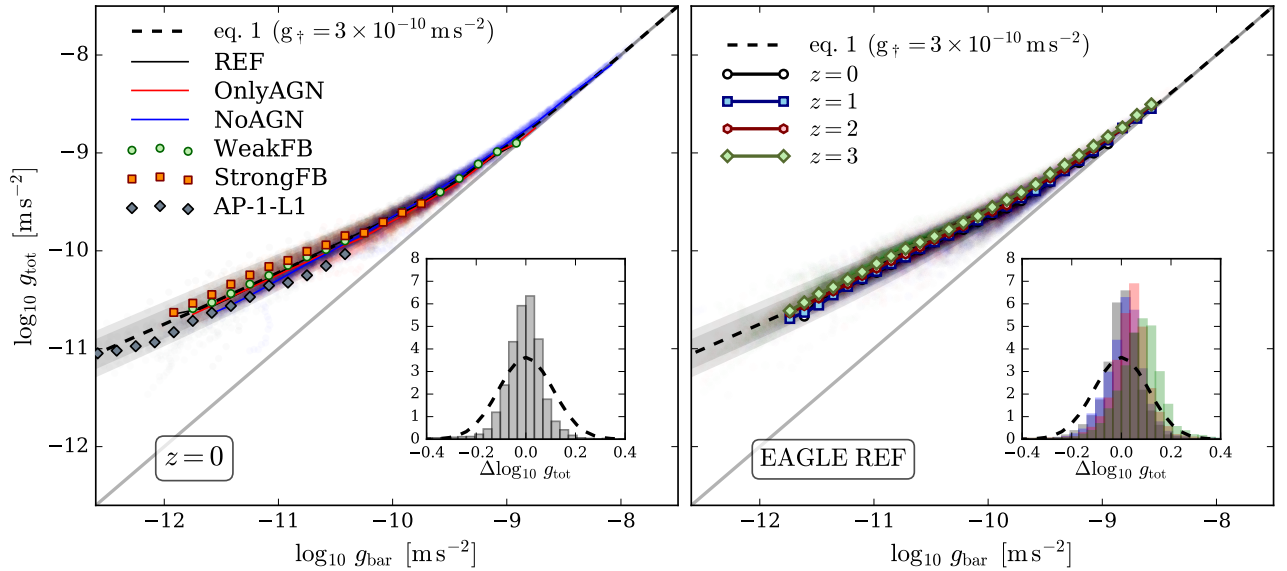 eq. 1 (g† = 3 × 10⁻¹⁰ m s⁻²)
REF
OnlyAGN
NoAGN
WeakFB
StrongFB
AP-1-L1
−8
−9
−10
−11
−12
log₁₀ g_tot [m s⁻²]
8
7
6
5
4
3
2
1
0
−0.4 −0.2 0.0 0.2 0.4
Δlog₁₀ g_tot
z = 0
−12 −11 −10 −9 −8
log₁₀ g_bar [m s⁻²]
eq. 1 (g† = 3 × 10⁻¹⁰ m s⁻²)
z = 0
z = 1
z = 2
z = 3
8
7
6
5
4
3
2
1
0
−0.4 −0.2 0.0 0.2 0.4
Δlog₁₀ g_tot
EAGLE REF
−12 −11 −10 −9 −8
log₁₀ g_bar [m s⁻²]